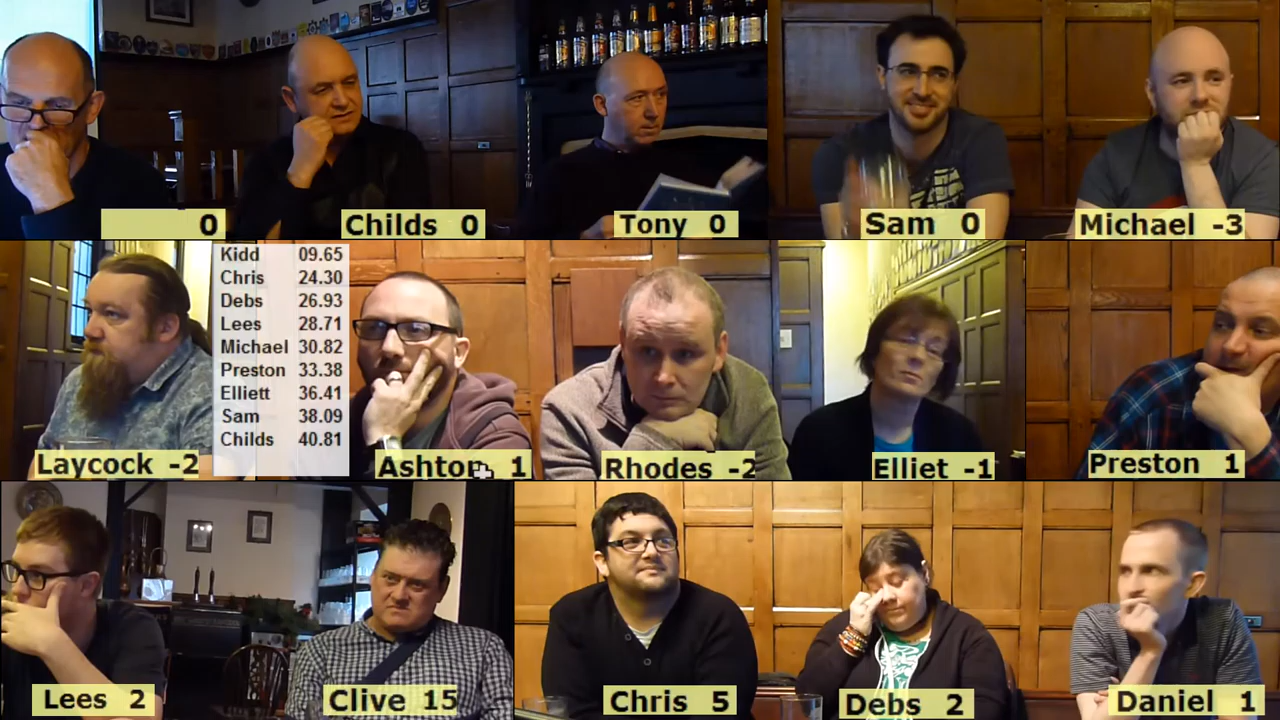 0
Childs 0
Tony 0
Sam 0
Michael -3
Kidd 09.65
Chris 24.30
Debs 26.93
Lees 28.71
Michael 30.82
Preston 33.38
Elliett 36.41
Sam 38.09
Childs 40.81
Laycock -2
Ashton 1
Rhodes -2
Elliet -1
Preston 1
Lees 2
Clive 15
Chris 5
Debs 2
Daniel 1